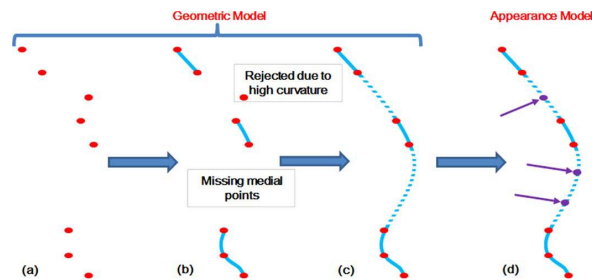 Geometric Model
Appearance Model
Rejected due to
high curvature
Missing medial
points
(a)
(b)
(c)
(d)